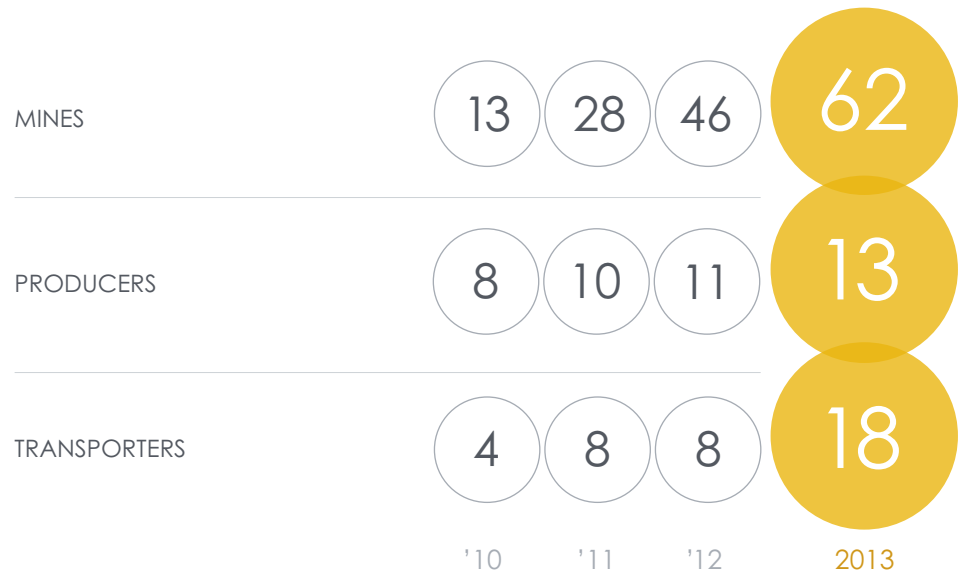 MINES 13 28 46 62
PRODUCERS 8 10 11 13
TRANSPORTERS 4 8 8 18
'10 '11 '12 2013